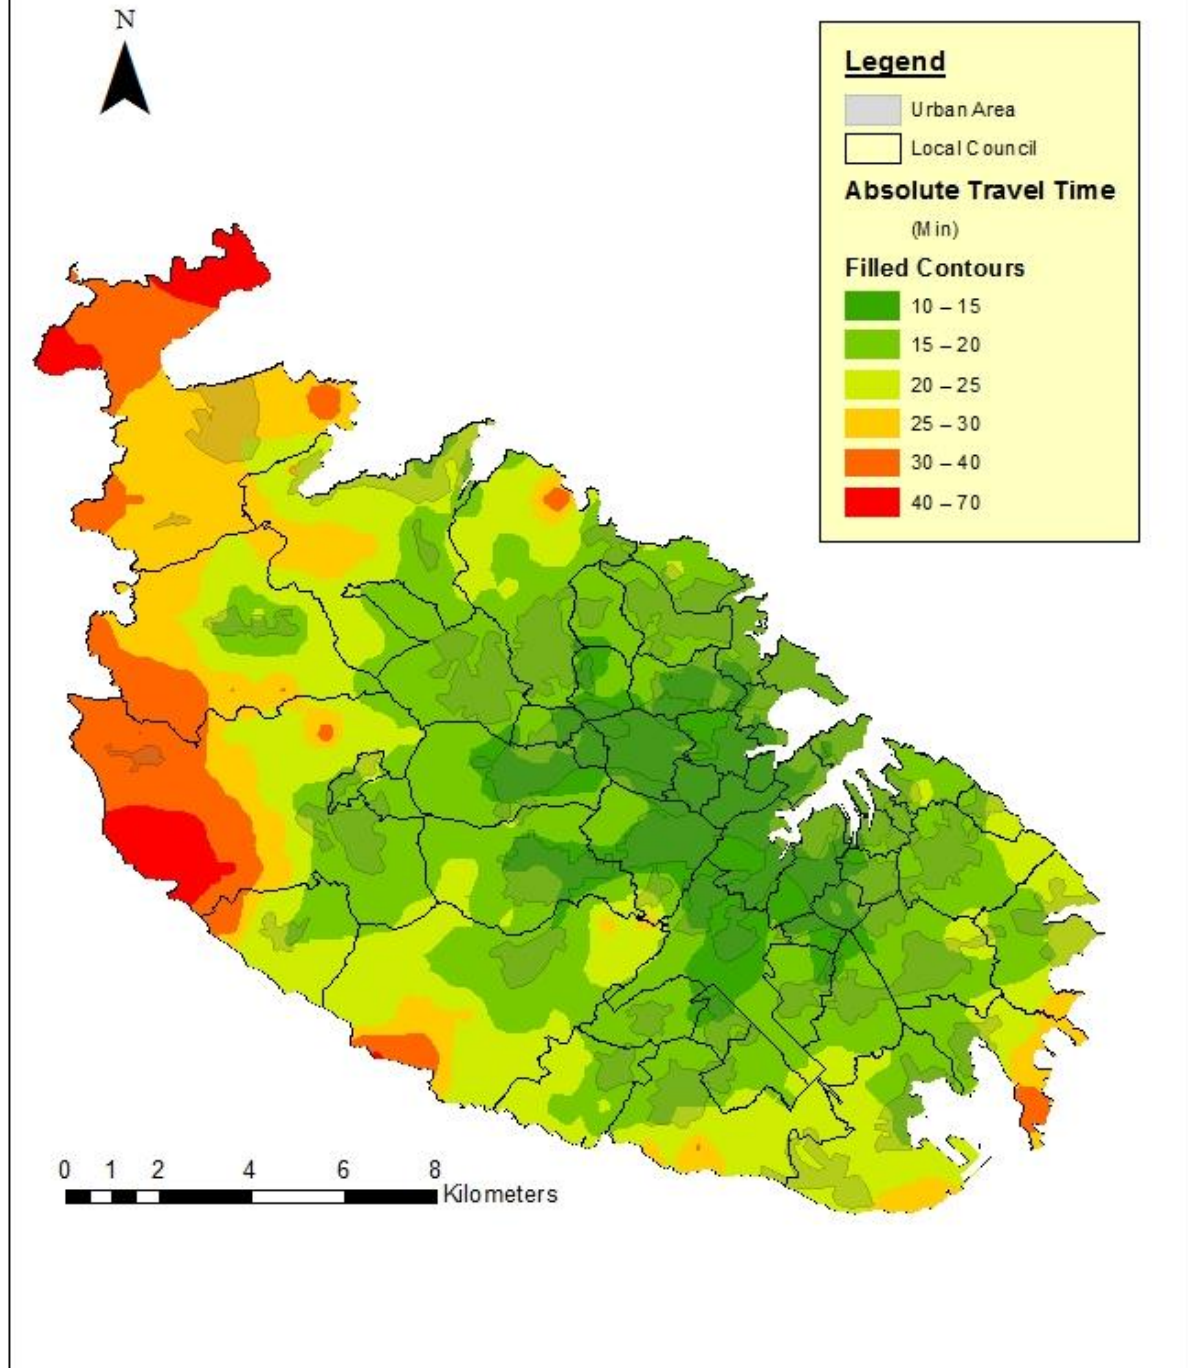 N
Legend
Urban Area
Local Council
Absolute Travel Time
(Min)
Filled Contours
10 – 15
15 – 20
20 – 25
25 – 30
30 – 40
40 – 70
0 1 2 4 6 8
Kilometers